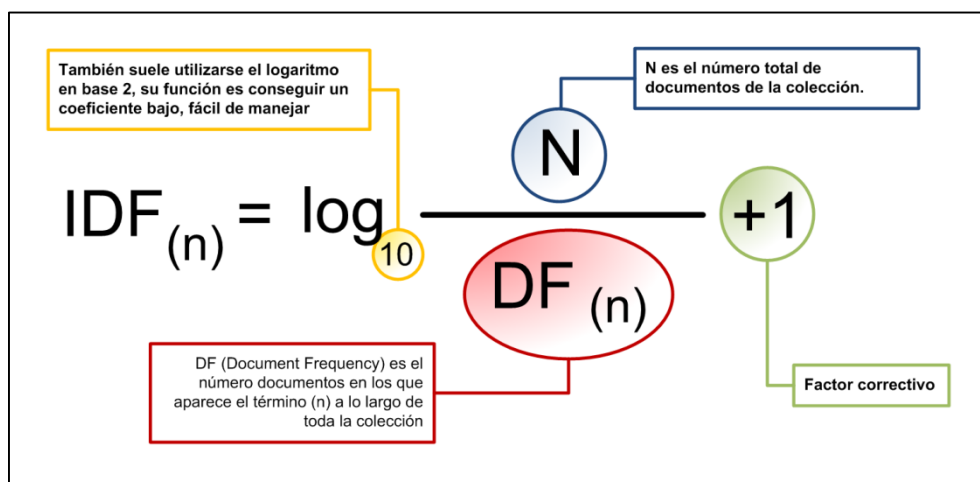 También suele utilizarse el logaritmo
en base 2, su función es conseguir un
coeficiente bajo, fácil de manejar
N es el número total de
documentos de la colección.
N
IDF (n) = log 10 +1
DF (n)
DF (Document Frequency) es el
número documentos en los que
aparece el término (n) a lo largo de
toda la colección
Factor correctivo